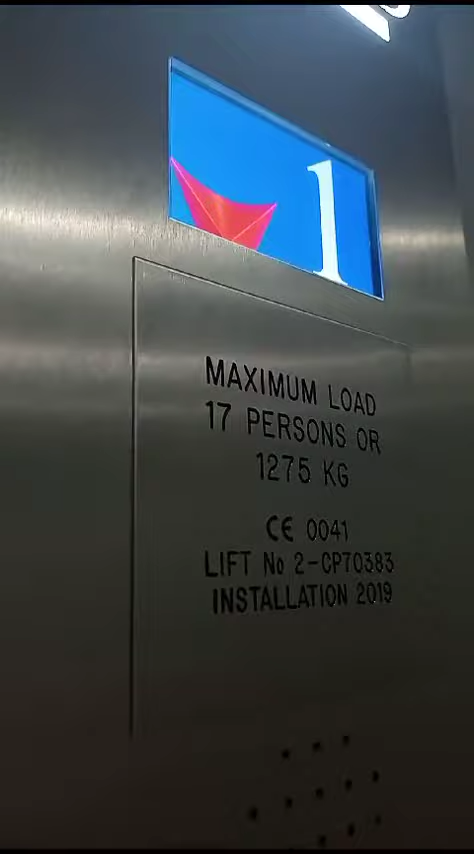 1
MAXIMUM LOAD
17 PERSONS OR
1275 KG
CE 0041
LIFT No 2-CP70383
INSTALLATION 2019